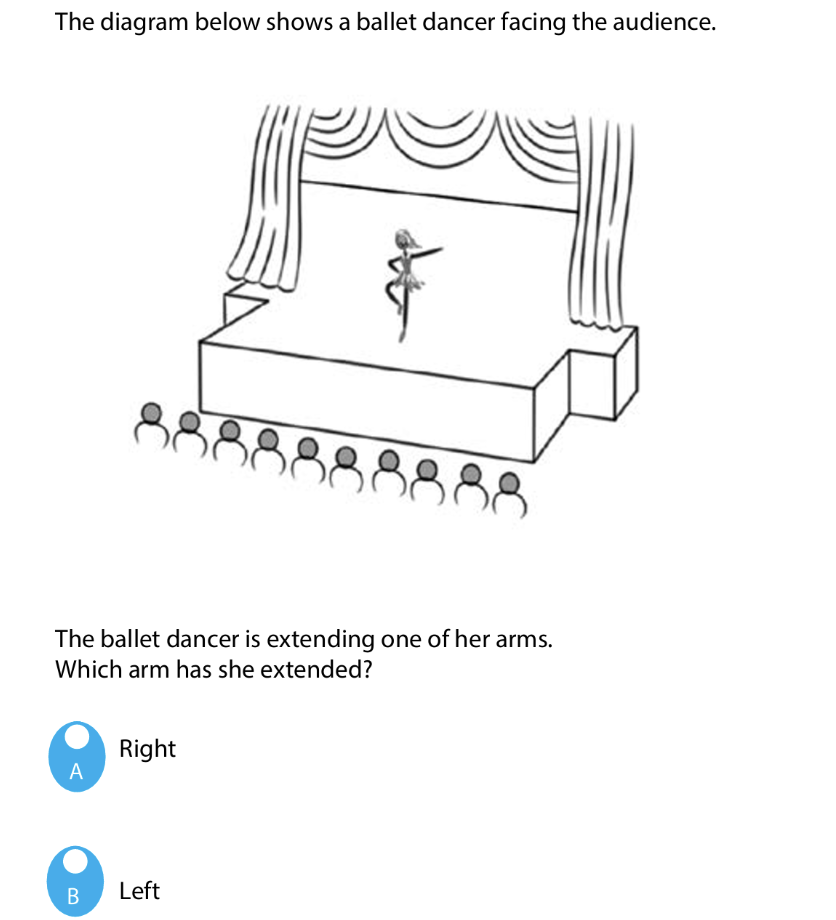 The diagram below shows a ballet dancer facing the audience.
The ballet dancer is extending one of her arms.
Which arm has she extended?
A Right
B Left